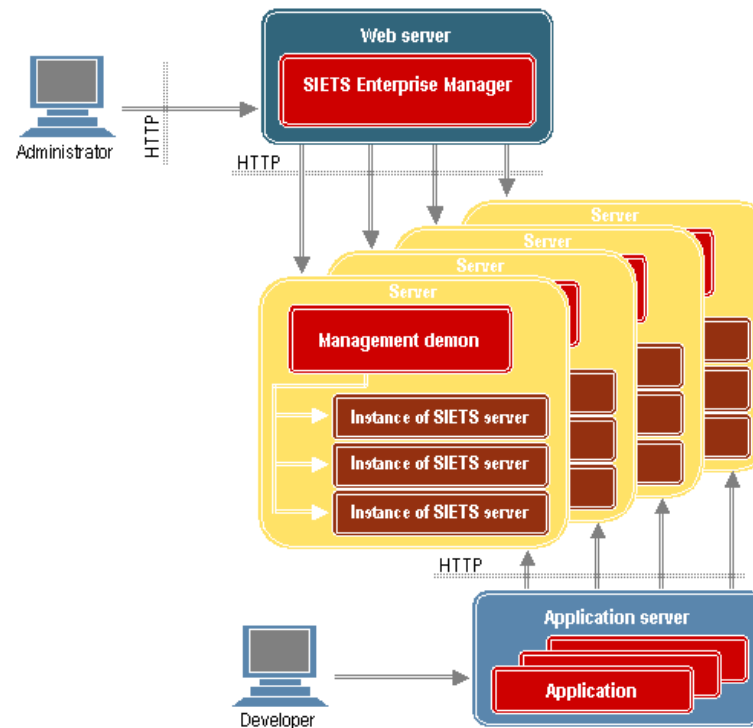 Web server
SIETS Enterprise Manager
HTTP
Administrator
HTTP
Server
Server
Server
Server
Management demon
Instance of SIETS server
Instance of SIETS server
Instance of SIETS server
HTTP
Application server
Application
Developer